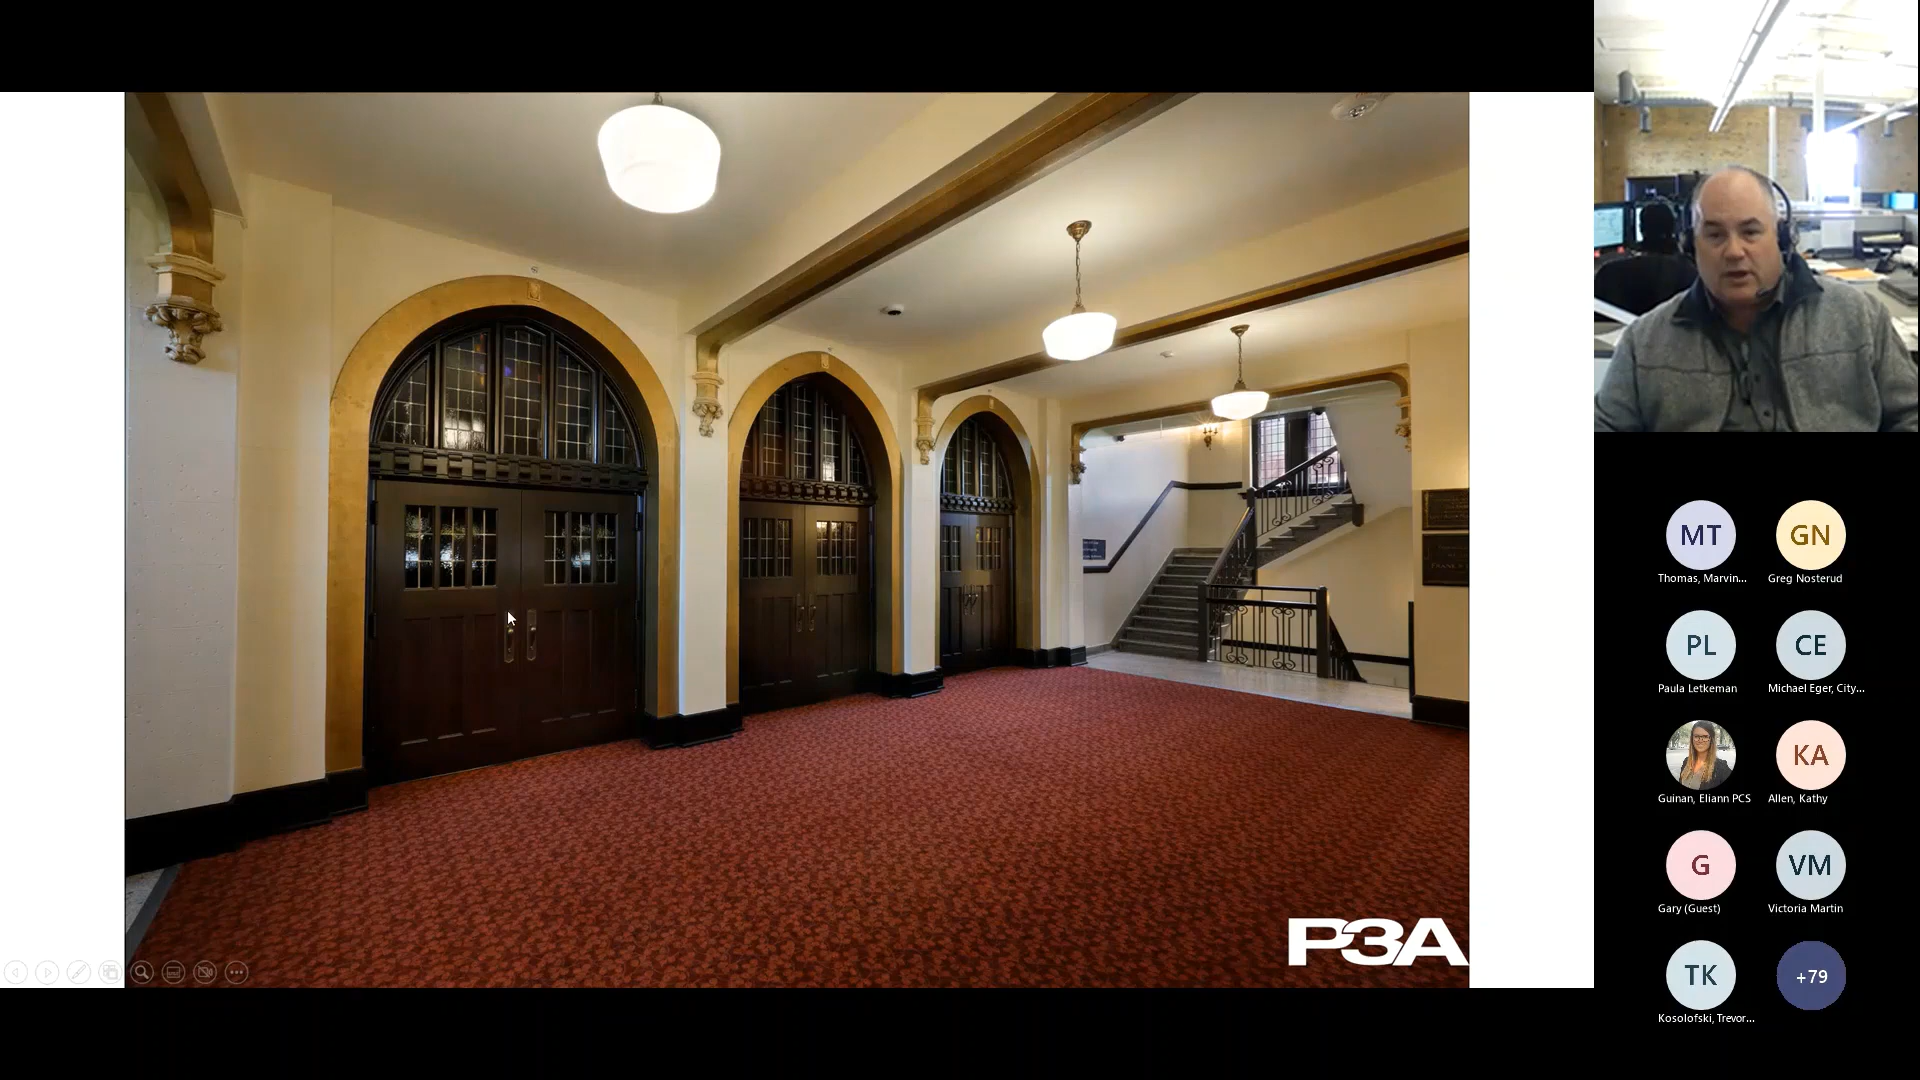 P3A
MT
GN
Thomas, Marvin...
Greg Nosterud
PL
CE
Paula Letkeman
Michael Eger, City...
KA
Guinan, Eliann PCS
Allen, Kathy
G
VM
Gary (Guest)
Victoria Martin
TK
+79
Kosolofski, Trevor...